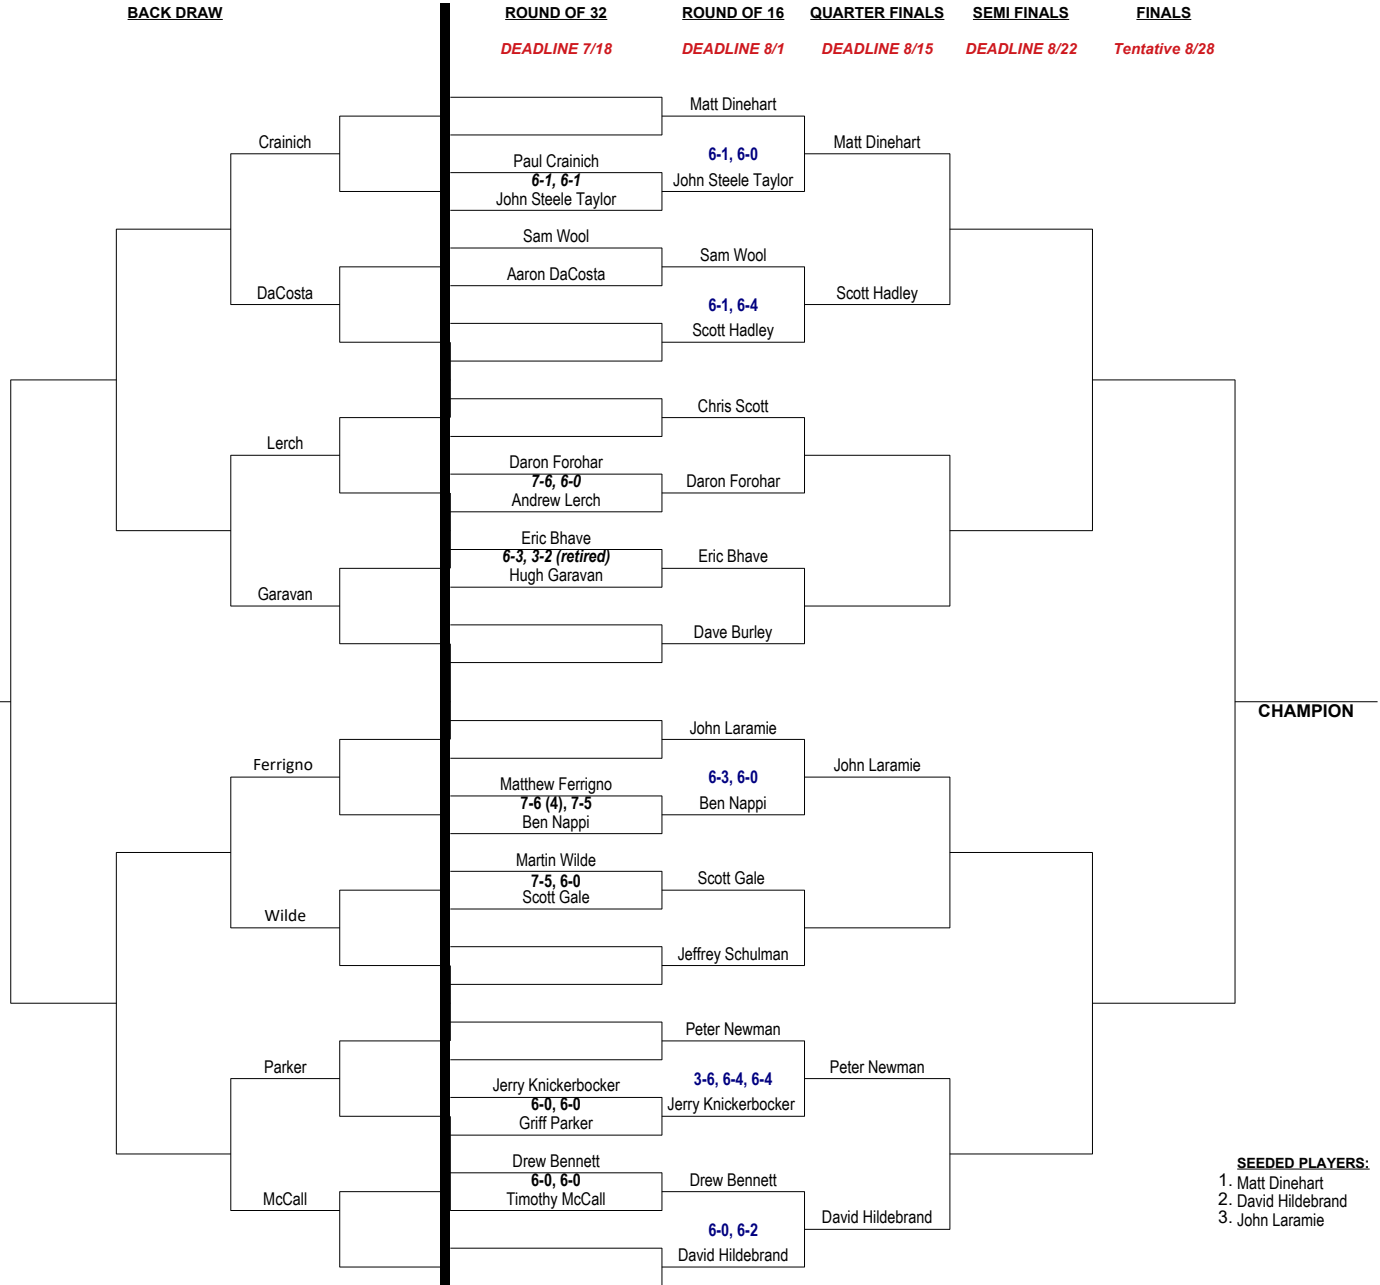 BACK DRAW
ROUND OF 32
ROUND OF 16
QUARTER FINALS
SEMI FINALS
FINALS
DEADLINE 7/18
DEADLINE 8/1
DEADLINE 8/15
DEADLINE 8/22
Tentative 8/28
Crainich
DaCosta
Lerch
Garavan
Ferrigno
Wilde
Parker
McCall
Paul Crainich
6-1, 6-1
John Steele Taylor
Sam Wool
Aaron DaCosta
Daron Forohar
7-6, 6-0
Andrew Lerch
Eric Bhave
6-3, 3-2 (retired)
Hugh Garavan
Matthew Ferrigno
7-6 (4), 7-5
Ben Nappi
Martin Wilde
7-5, 6-0
Scott Gale
Jerry Knickerbocker
6-0, 6-0
Griff Parker
Drew Bennett
6-0, 6-0
Timothy McCall
Matt Dinehart
6-1, 6-0
John Steele Taylor
Sam Wool
6-1, 6-4
Scott Hadley
Chris Scott
Daron Forohar
Eric Bhave
Dave Burley
John Laramie
6-3, 6-0
Ben Nappi
Scott Gale
Jeffrey Schulman
Peter Newman
3-6, 6-4, 6-4
Jerry Knickerbocker
Drew Bennett
6-0, 6-2
David Hildebrand
Matt Dinehart
Scott Hadley
John Laramie
Peter Newman
David Hildebrand
CHAMPION
SEEDED PLAYERS:
1. Matt Dinehart
2. David Hildebrand
3. John Laramie